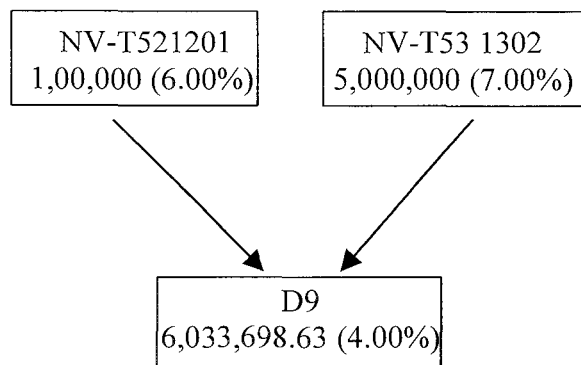 NV-T521201
1,00,000 (6.00%)
NV-T53 1302
5,000,000 (7.00%)
D9
6,033,698.63 (4.00%)